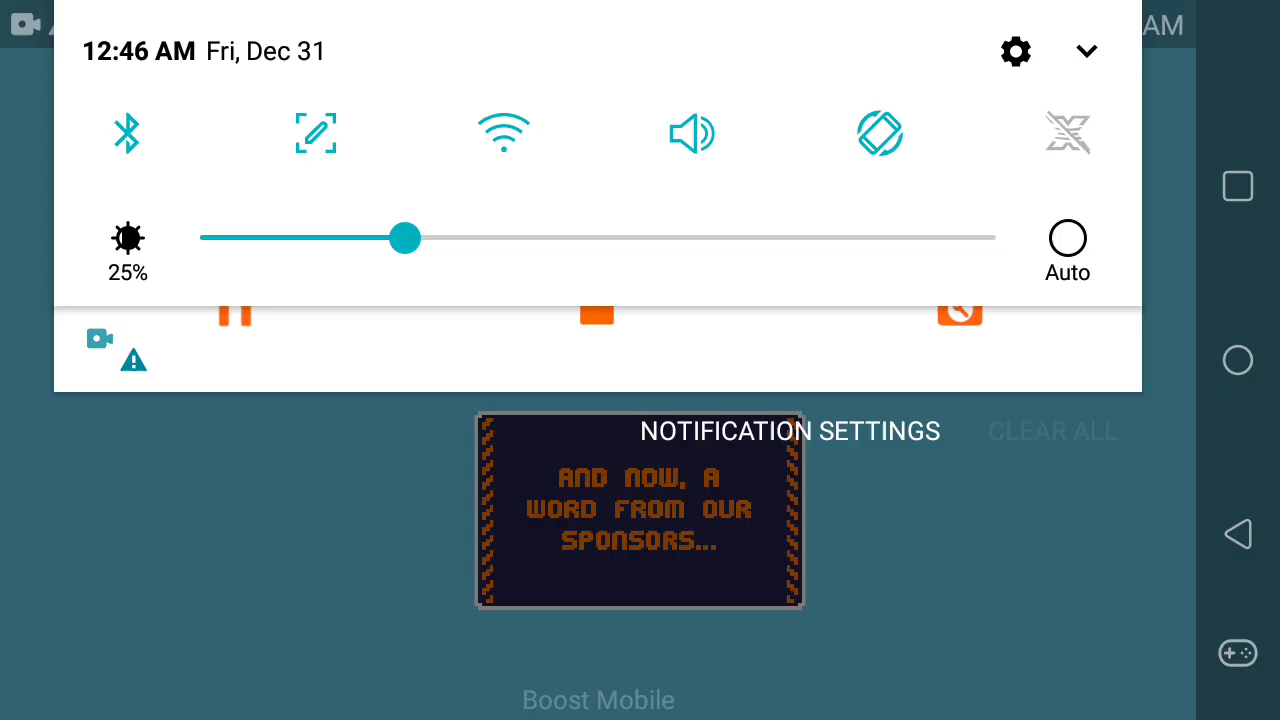 AM
12:46 AM Fri, Dec 31
25%
Auto
NOTIFICATION SETTINGS
CLEAR ALL
AND NOW, A
WORD FROM OUR
SPONSORS...
Boost Mobile